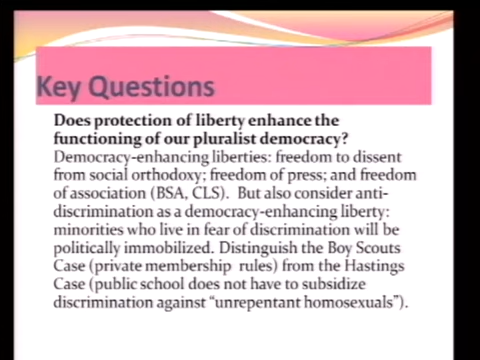 Key Questions
Does protection of liberty enhance the
functioning of our pluralist democracy?
Democracy-enhancing liberties: freedom to dissent
from social orthodoxy; freedom of press; and freedom
of association (BSA, CLS).  But also consider anti-
discrimination as a democracy-enhancing liberty:
minorities who live in fear of discrimination will be
politically immobilized. Distinguish the Boy Scouts
Case (private membership  rules) from the Hastings
Case (public school does not have to subsidize
discrimination against “unrepentant homosexuals”).